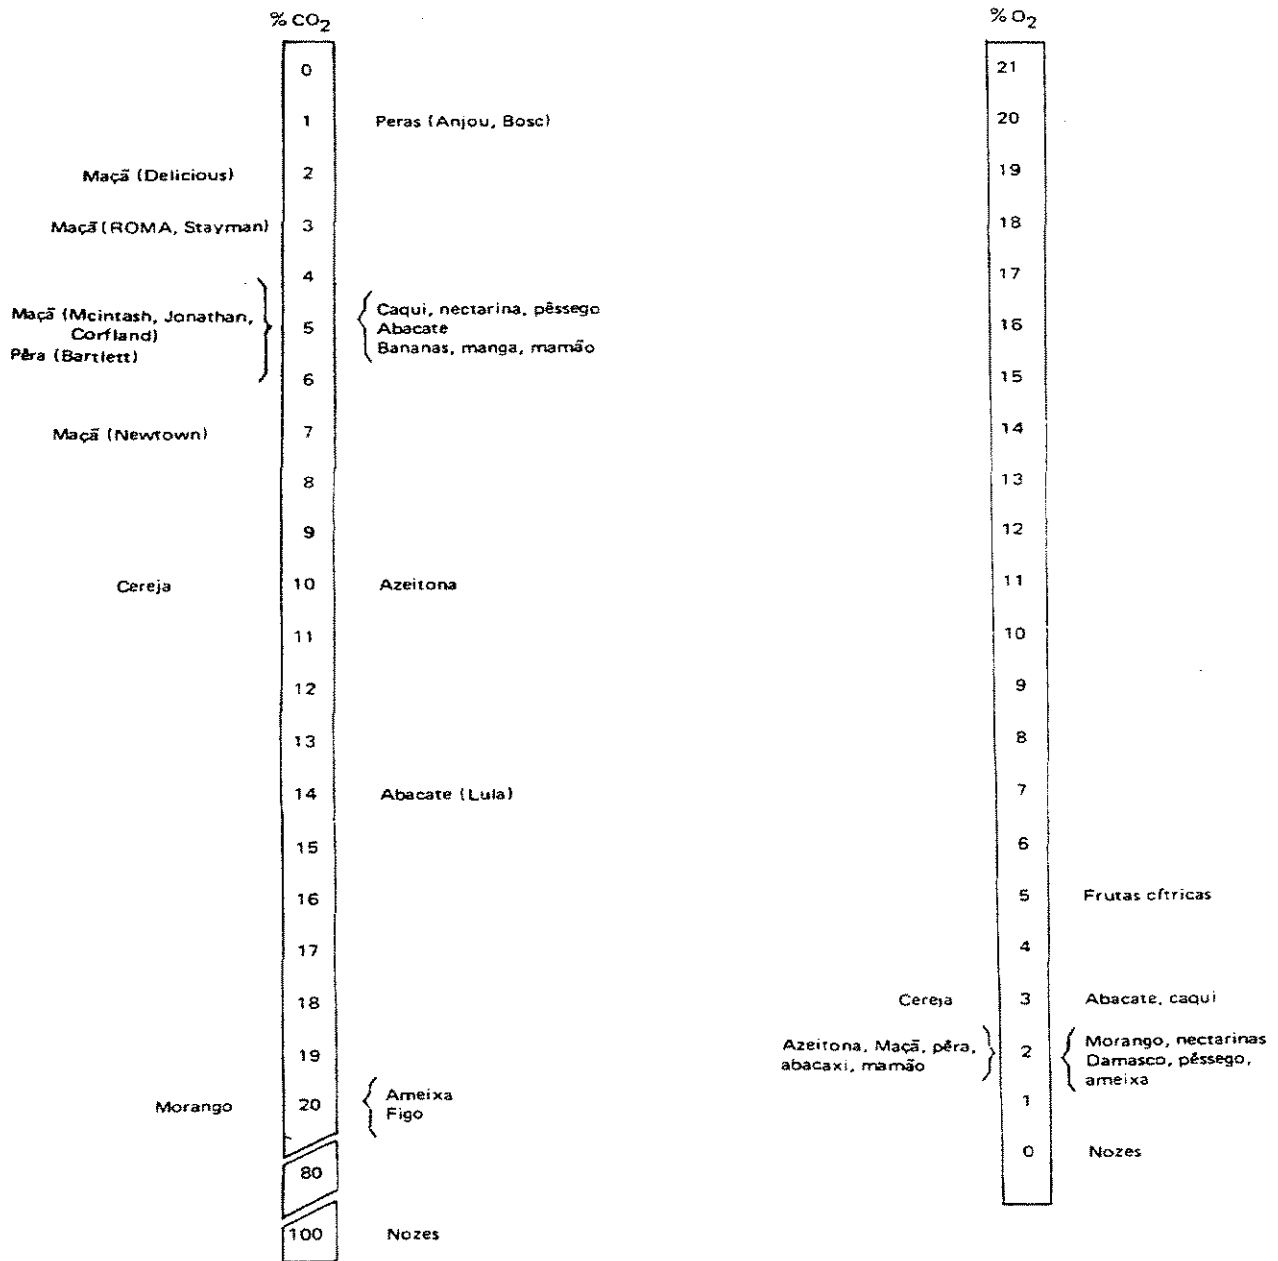 % CO2
0
1 Peras (Anjou, Bosc)
Maçã (Delicious) 2
Maçã (ROMA, Stayman) 3
4
Maçã (Mcintash, Jonathan, Corfland)
Pêra (Bartlett)
5
Caqui, nectarina, pêssego
Abacate
Bananas, manga, mamão
6
Maçã (Newtown) 7
8
9
Cereja 10 Azeitona
11
12
13
14 Abacate (Lula)
15
16
17
18
19
Morango 20 Ameixa
Figo
80
100 Nozes
% O2
21
20
19
18
17
16
15
14
13
12
11
10
9
8
7
6
5 Frutas cítricas
4
Cereja 3 Abacate, caqui
Azeitona, Maçã, pêra,
abacaxi, mamão
2
Morango, nectarinas
Damasco, pêssego,
ameixa
1
0 Nozes